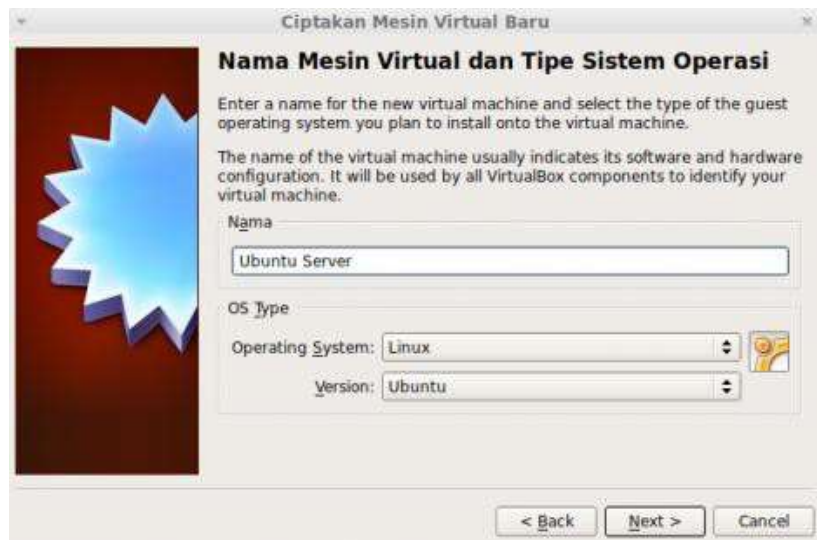 Ciptakan Mesin Virtual Baru
Nama Mesin Virtual dan Tipe Sistem Operasi
Enter a name for the new virtual machine and select the type of the guest
operating system you plan to install onto the virtual machine.
The name of the virtual machine usually indicates its software and hardware
configuration. It will be used by all VirtualBox components to identify your
virtual machine.
Nama
Ubuntu Server
OS Type
Operating System: Linux
Version: Ubuntu
< Back Next > Cancel